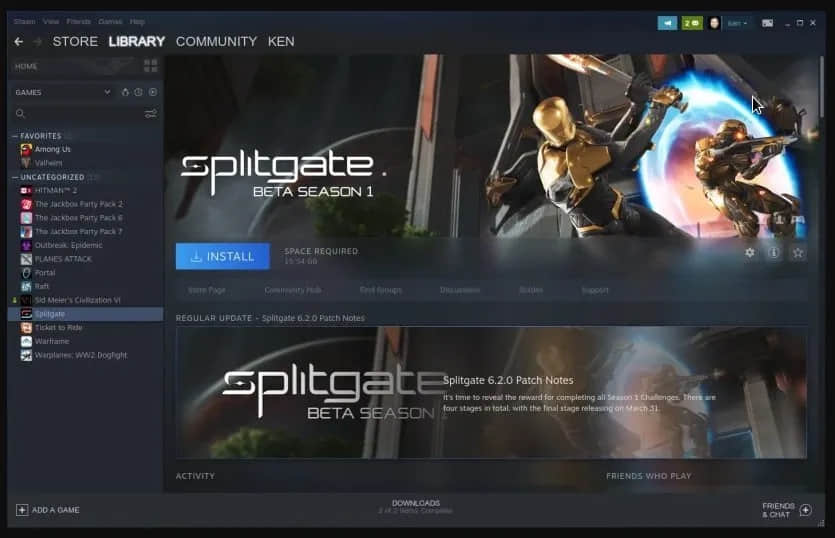 Steam View Friends Games Help
2
ken
STORE LIBRARY COMMUNITY KEN
HOME
GAMES
FAVORITES
Among Us
Valheim
UNCATEGORIZED
HITMAN™ 2
The Jackbox Party Pack 2
The Jackbox Party Pack 6
The Jackbox Party Pack 7
Outbreak: Epidemic
PLANES ATTACK
Portal
Raft
Sid Meier's Civilization VI
Splitgate
Ticket to Ride
Warframe
Warplanes: WW2 Dogfight
splitgate.
BETA SEASON 1
INSTALL
SPACE REQUIRED
15.54 GB
Store Page Community Hub Find Groups Discussions Guides Support
REGULAR UPDATE - Splitgate 6.2.0 Patch Notes
splitgate
BETA SEASON
Splitgate 6.2.0 Patch Notes
It's time to reveal the reward for completing all Season 1 Challenges. There are
four stages in total, with the final stage releasing on March 31.
ACTIVITY
FRIENDS WHO PLAY
ADD A GAME
DOWNLOADS
2 of 2 Items Complete
FRIENDS
& CHAT